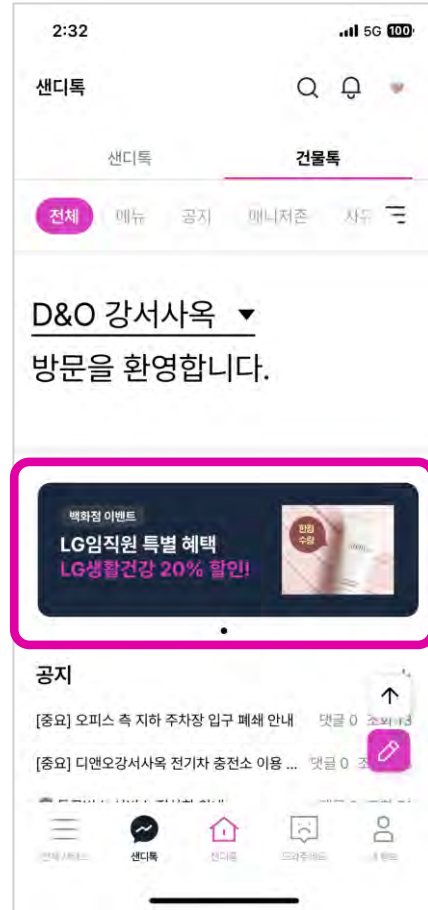 2:32 5G 100
샌디톡
샌디톡 건물톡
전체 메뉴 공지 매니저존
D&O 강서사옥 ▼
방문을 환영합니다.
백화점 이벤트
LG임직원 특별 혜택
LG생활건강 20% 할인!
한정
수량
공지
[중요] 오피스 측 지하 주차장 입구 폐쇄 안내 댓글 0 조회 13
[중요] 디앤오강서사옥 전기차 충전소 이용 ... 댓글 0
샌디톡